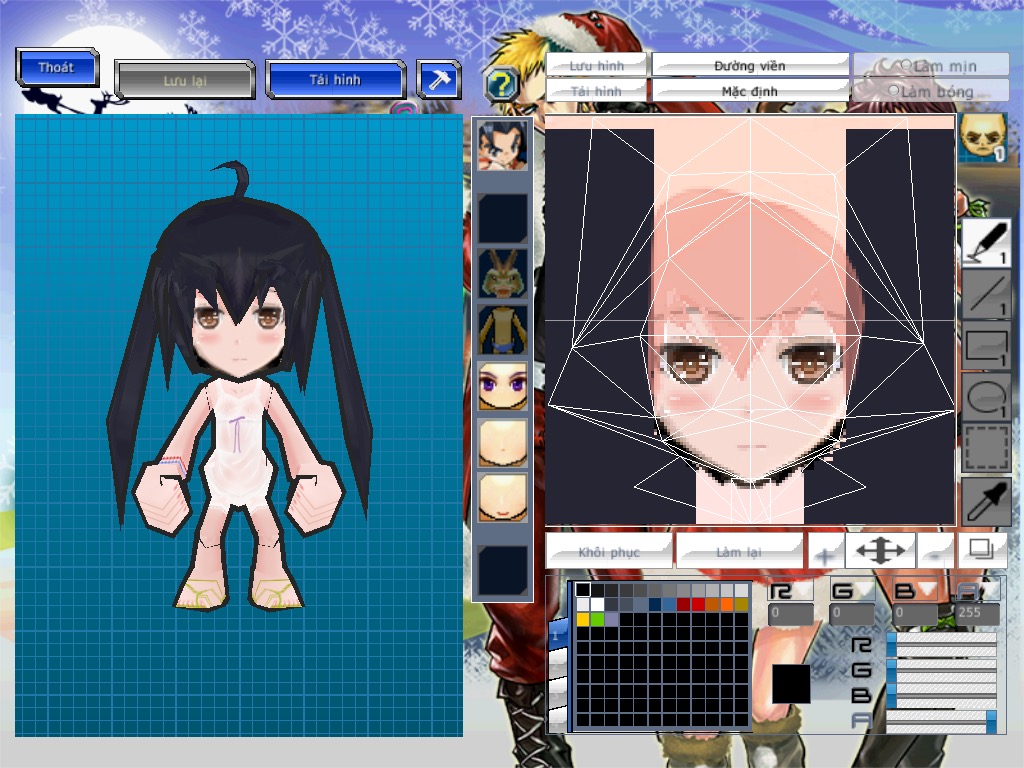 Thoát
Lưu lại
Tải hình
?
Lưu hình
Đường viền
Làm mịn
Tải hình
Mặc định
Làm bóng
1
1
1
1
1
Khôi phục
Làm lại
+
-
R G B A
0 0 0 255
1
R
G
B
A